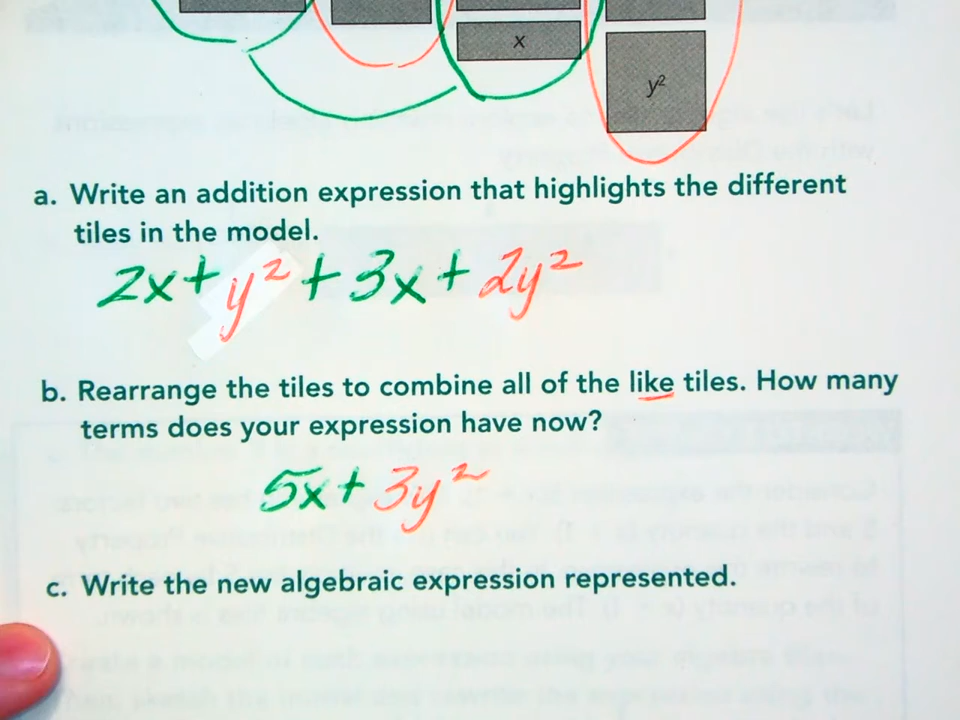 x
y²
a. Write an addition expression that highlights the different
tiles in the model.
2x + y² + 3x + 2y²
b. Rearrange the tiles to combine all of the like tiles. How many
terms does your expression have now?
5x + 3y²
c. Write the new algebraic expression represented.